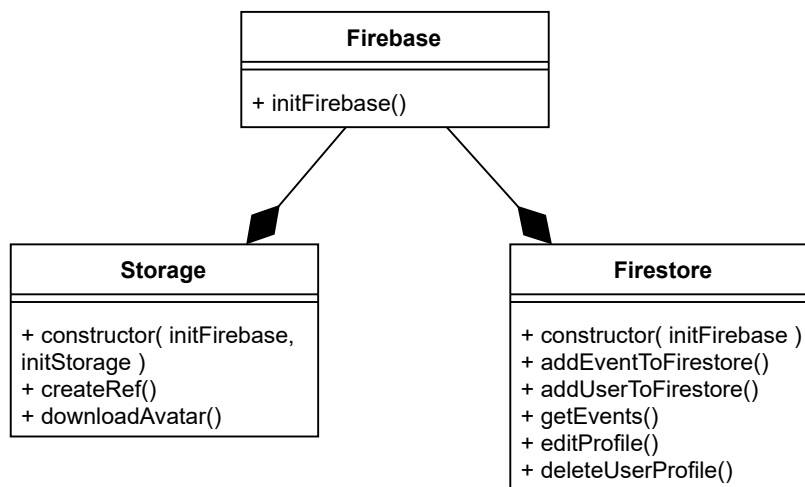 Firebase
+ initFirebase()
Storage
+ constructor( initFirebase,
initStorage )
+ createRef()
+ downloadAvatar()
Firestore
+ constructor( initFirebase )
+ addEventToFirestore()
+ addUserToFirestore()
+ getEvents()
+ editProfile()
+ deleteUserProfile()